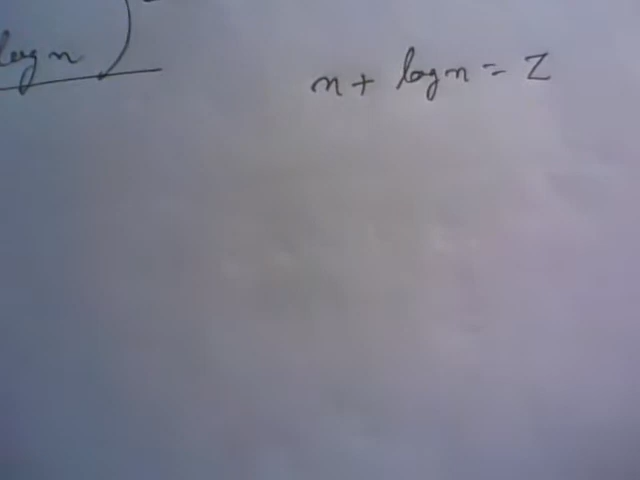 log n)
n + log n = z